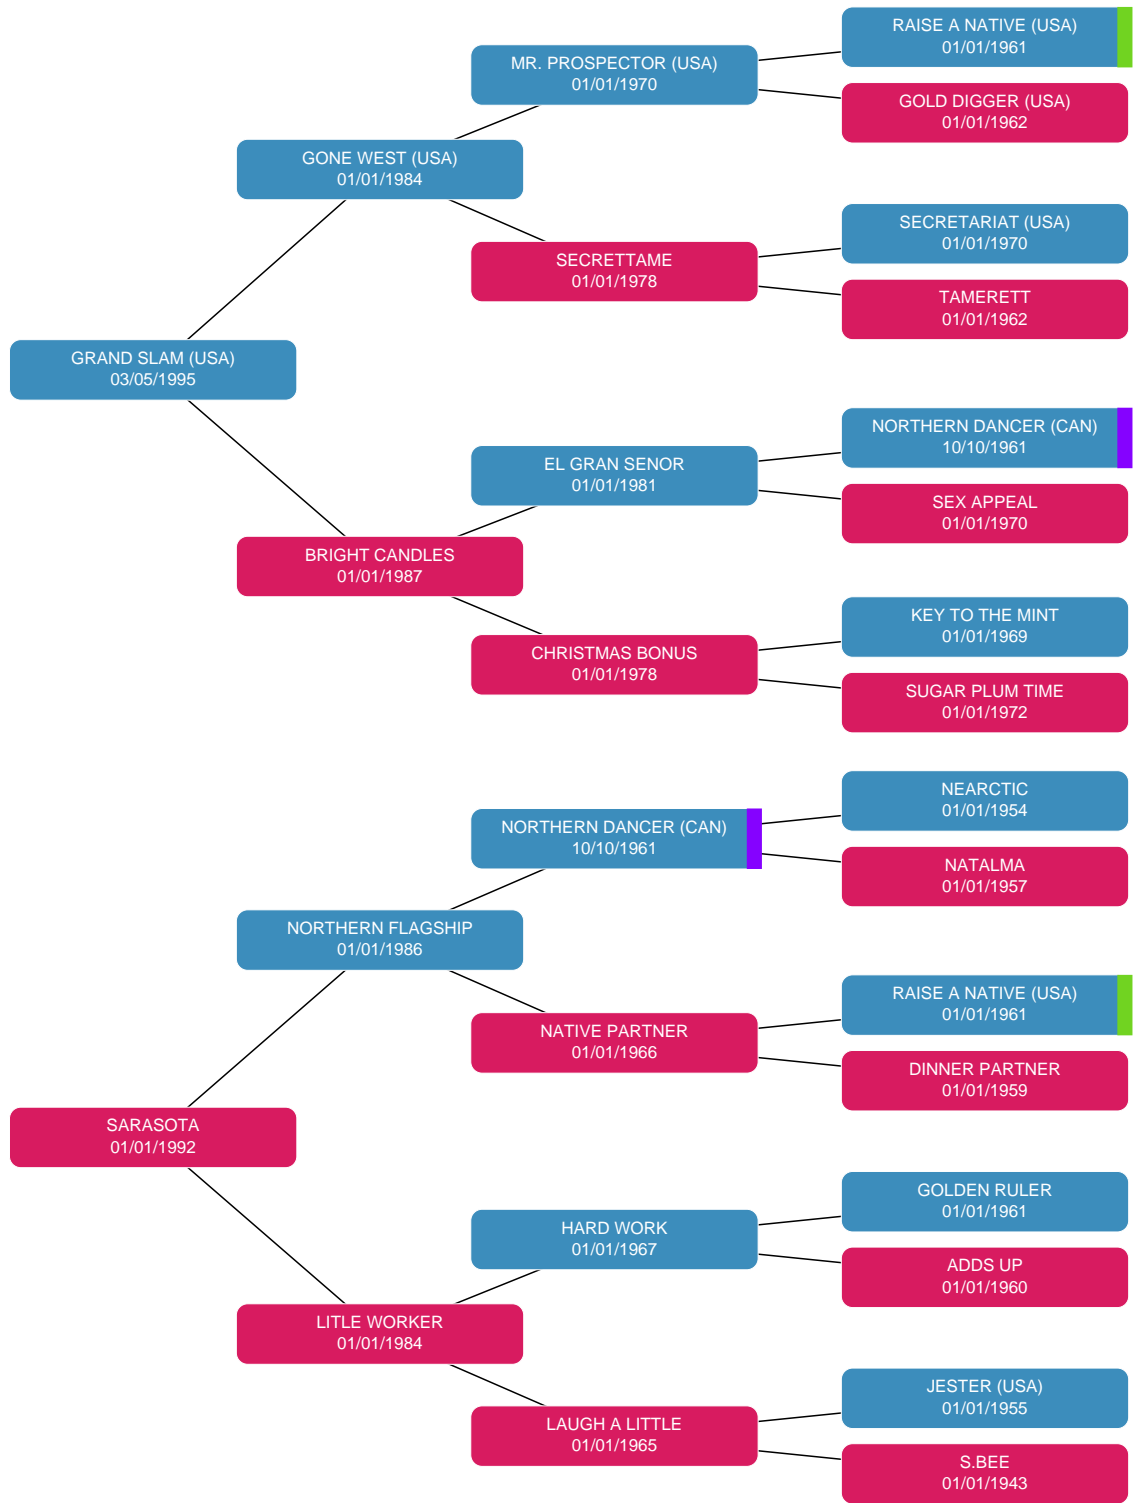 RAISE A NATIVE (USA)
01/01/1961
MR. PROSPECTOR (USA)
01/01/1970
GOLD DIGGER (USA)
01/01/1962
GONE WEST (USA)
01/01/1984
SECRETARIAT (USA)
01/01/1970
SECRETTAME
01/01/1978
TAMERETT
01/01/1962
GRAND SLAM (USA)
03/05/1995
NORTHERN DANCER (CAN)
10/10/1961
EL GRAN SENOR
01/01/1981
SEX APPEAL
01/01/1970
BRIGHT CANDLES
01/01/1987
KEY TO THE MINT
01/01/1969
CHRISTMAS BONUS
01/01/1978
SUGAR PLUM TIME
01/01/1972
NEARCTIC
01/01/1954
NORTHERN DANCER (CAN)
10/10/1961
NATALMA
01/01/1957
NORTHERN FLAGSHIP
01/01/1986
RAISE A NATIVE (USA)
01/01/1961
NATIVE PARTNER
01/01/1966
DINNER PARTNER
01/01/1959
SARASOTA
01/01/1992
GOLDEN RULER
01/01/1961
HARD WORK
01/01/1967
ADDS UP
01/01/1960
LITLE WORKER
01/01/1984
JESTER (USA)
01/01/1955
LAUGH A LITTLE
01/01/1965
S.BEE
01/01/1943